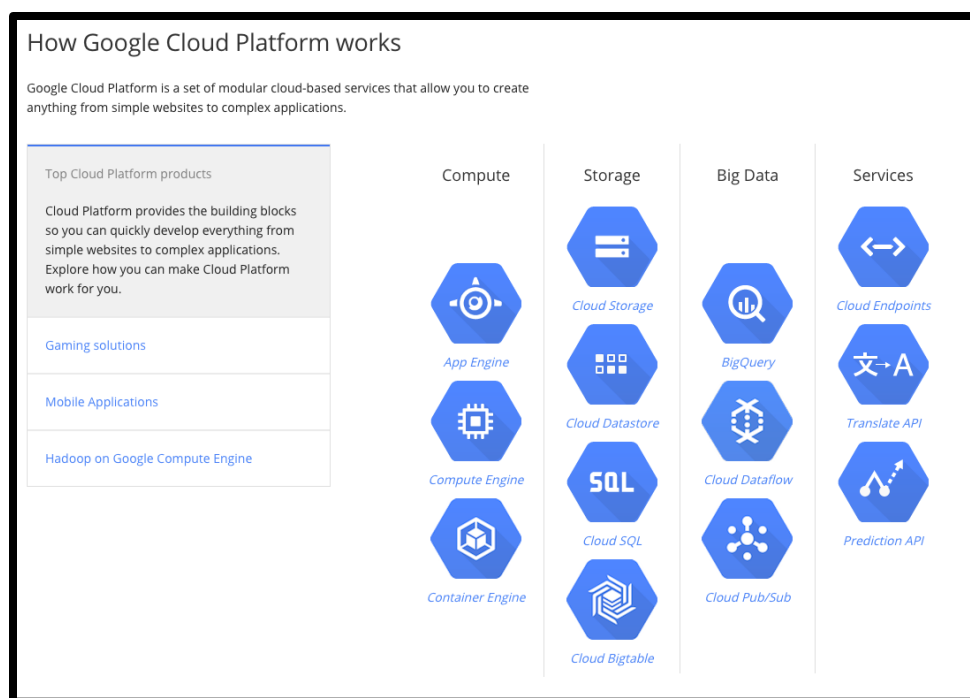 How Google Cloud Platform works
Google Cloud Platform is a set of modular cloud-based services that allow you to create
anything from simple websites to complex applications.
Top Cloud Platform products
Cloud Platform provides the building blocks
so you can quickly develop everything from
simple websites to complex applications.
Explore how you can make Cloud Platform
work for you.
Gaming solutions
Mobile Applications
Hadoop on Google Compute Engine
Compute
App Engine
Compute Engine
Container Engine
Storage
Cloud Storage
Cloud Datastore
SQL
Cloud SQL
Cloud Bigtable
Big Data
BigQuery
Cloud Dataflow
Cloud Pub/Sub
Services
Cloud Endpoints
文→A
Translate API
Prediction API